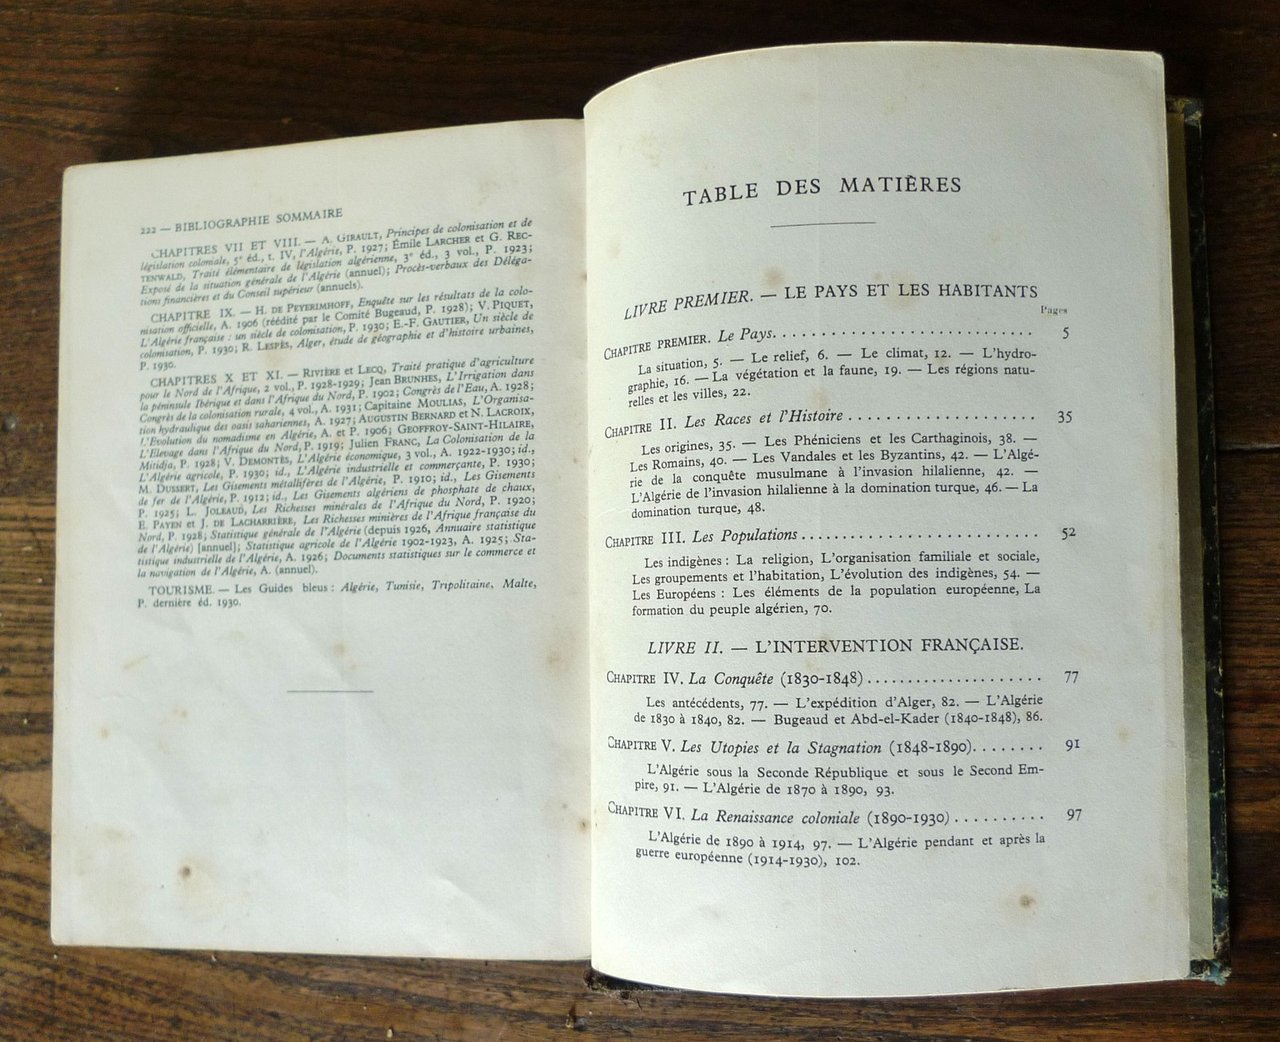 222 — BIBLIOGRAPHIE SOMMAIRE
CHAPITRES VII ET VIII. — A. GIRAULT, Principes de colonisation et de
législation coloniale, 5e éd., t. IV, l'Algérie, P. 1927; Émile LARCHER et G. REC-
TENWALD, Traité élémentaire de législation algérienne, 3e éd., 3 vol., P. 1923;
Exposé de la situation générale de l'Algérie (annuel); Procès-verbaux des Déléga-
tions financières et du Conseil supérieur (annuels).
CHAPITRE IX. — H. DE PEYERIMHOFF, Enquête sur les résultats de la colo-
nisation officielle, A. 1906 (réédité par le Comité Bugeaud, P. 1928); V. PIQUET,
L'Algérie française : un siècle de colonisation, P. 1930; E.-F. GAUTIER, Un siècle de
colonisation, P. 1930; R. LESPÈS, Alger, étude de géographie et d'histoire urbaines,
P. 1930.
CHAPITRES X ET XI. — RIVIÈRE et LECQ, Traité pratique d'agriculture
pour le Nord de l'Afrique, 2 vol., P. 1928-1929; Jean BRUNHES, L'Irrigation dans
la péninsule Ibérique et dans l'Afrique du Nord, P. 1902; Congrès de l'Eau, A. 1928;
Congrès de la colonisation rurale, 4 vol., A. 1931; Capitaine MOULIAS, L'Organisa-
tion hydraulique des oasis sahariennes, A. 1927; AUGUSTIN BERNARD et N. LACROIX,
L'Evolution du nomadisme en Algérie, A. et P. 1906; GEOFFROY-SAINT-HILAIRE,
L'Elevage dans l'Afrique du Nord, P. 1919; Julien FRANC, La Colonisation de la
Mitidja, P. 1928; V. DEMONTÈS, L'Algérie économique, 3 vol., A. 1922-1930; id.,
L'Algérie agricole, P. 1930; id., L'Algérie industrielle et commerçante, P. 1930;
M. DUSSERT, Les Gisements métallifères de l'Algérie, P. 1910; id., Les Gisements
de fer de l'Algérie, P. 1912; id., Les Gisements algériens de phosphate de chaux,
P. 1925; L. JOLEAUD, Les Richesses minérales de l'Afrique du Nord, P. 1920;
E. PAYEN et J. DE LACHARRIÈRE, Les Richesses minières de l'Afrique française du
Nord, P. 1928; Statistique générale de l'Algérie (depuis 1926, Annuaire statistique
de l'Algérie) [annuel]; Statistique agricole de l'Algérie 1902-1923, A. 1925; Sta-
tistique industrielle de l'Algérie, A. 1926; Documents statistiques sur le commerce et
la navigation de l'Algérie, A. (annuel).
TOURISME. — Les Guides bleus : Algérie, Tunisie, Tripolitaine, Malte,
P. dernière éd. 1930.
TABLE DES MATIÈRES
LIVRE PREMIER. — LE PAYS ET LES HABITANTS
Pages
CHAPITRE PREMIER. Le Pays. . . . . . . . . . . . . . . . . . . . . . . . . . 5
La situation, 5. — Le relief, 6. — Le climat, 12. — L'hydro-
graphie, 16. — La végétation et la faune, 19. — Les régions natu-
relles et les villes, 22.
CHAPITRE II. Les Races et l'Histoire . . . . . . . . . . . . . . . . . . . 35
Les origines, 35. — Les Phéniciens et les Carthaginois, 38. —
Les Romains, 40. — Les Vandales et les Byzantins, 42. — L'Algé-
rie de la conquête musulmane à l'invasion hilalienne, 42. —
L'Algérie de l'invasion hilalienne à la domination turque, 46. — La
domination turque, 48.
CHAPITRE III. Les Populations . . . . . . . . . . . . . . . . . . . . . . . . . 52
Les indigènes : La religion, L'organisation familiale et sociale,
Les groupements et l'habitation, L'évolution des indigènes, 54. —
Les Européens : Les éléments de la population européenne, La
formation du peuple algérien, 70.
LIVRE II. — L'INTERVENTION FRANÇAISE.
CHAPITRE IV. La Conquête (1830-1848) . . . . . . . . . . . . . . . . . . . . 77
Les antécédents, 77. — L'expédition d'Alger, 82. — L'Algérie
de 1830 à 1840, 82. — Bugeaud et Abd-el-Kader (1840-1848), 86.
CHAPITRE V. Les Utopies et la Stagnation (1848-1890). . . . . . . . 91
L'Algérie sous la Seconde République et sous le Second Em-
pire, 91. — L'Algérie de 1870 à 1890, 93.
CHAPITRE VI. La Renaissance coloniale (1890-1930) . . . . . . . . . . 97
L'Algérie de 1890 à 1914, 97. — L'Algérie pendant et après la
guerre européenne (1914-1930), 102.